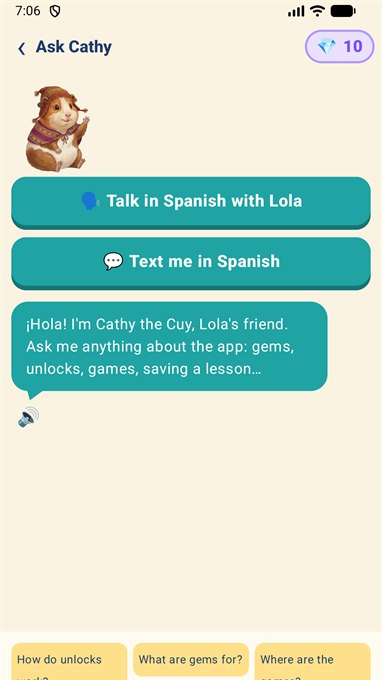 7:06
‹ Ask Cathy
💎 10
🗣️ Talk in Spanish with Lola
💬 Text me in Spanish
¡Hola! I'm Cathy the Cuy, Lola's friend.
Ask me anything about the app: gems,
unlocks, games, saving a lesson…
How do unlocks
work?
What are gems for?
Where are the
games?